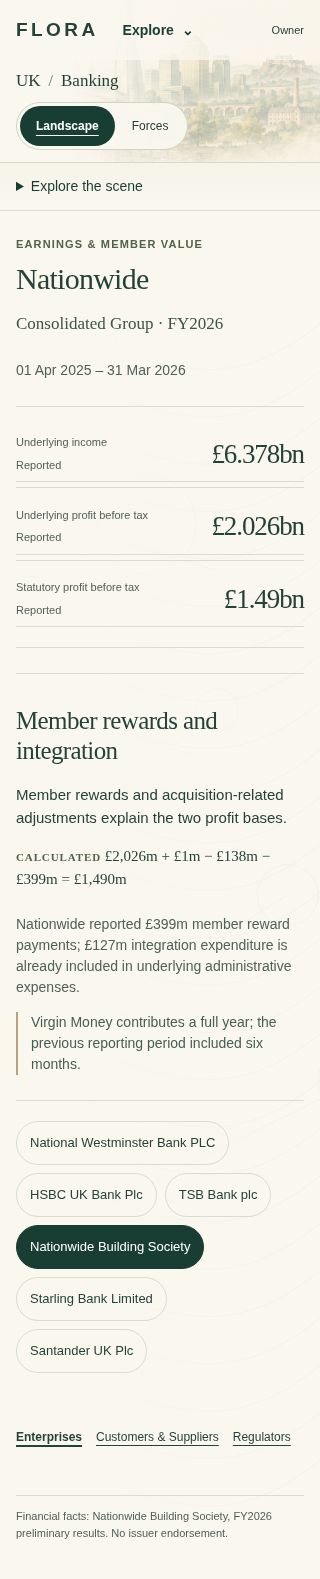 FLORA Explore Owner
UK / Banking
Landscape Forces
Explore the scene
EARNINGS & MEMBER VALUE
Nationwide
Consolidated Group · FY2026
01 Apr 2025 – 31 Mar 2026
Underlying income
Reported
£6.378bn
Underlying profit before tax
Reported
£2.026bn
Statutory profit before tax
Reported
£1.49bn
Member rewards and
integration
Member rewards and acquisition-related
adjustments explain the two profit bases.
CALCULATED £2,026m + £1m − £138m −
£399m = £1,490m
Nationwide reported £399m member reward
payments; £127m integration expenditure is
already included in underlying administrative
expenses.
Virgin Money contributes a full year; the
previous reporting period included six
months.
National Westminster Bank PLC
HSBC UK Bank Plc TSB Bank plc
Nationwide Building Society
Starling Bank Limited
Santander UK Plc
Enterprises Customers & Suppliers Regulators
Financial facts: Nationwide Building Society, FY2026
preliminary results. No issuer endorsement.